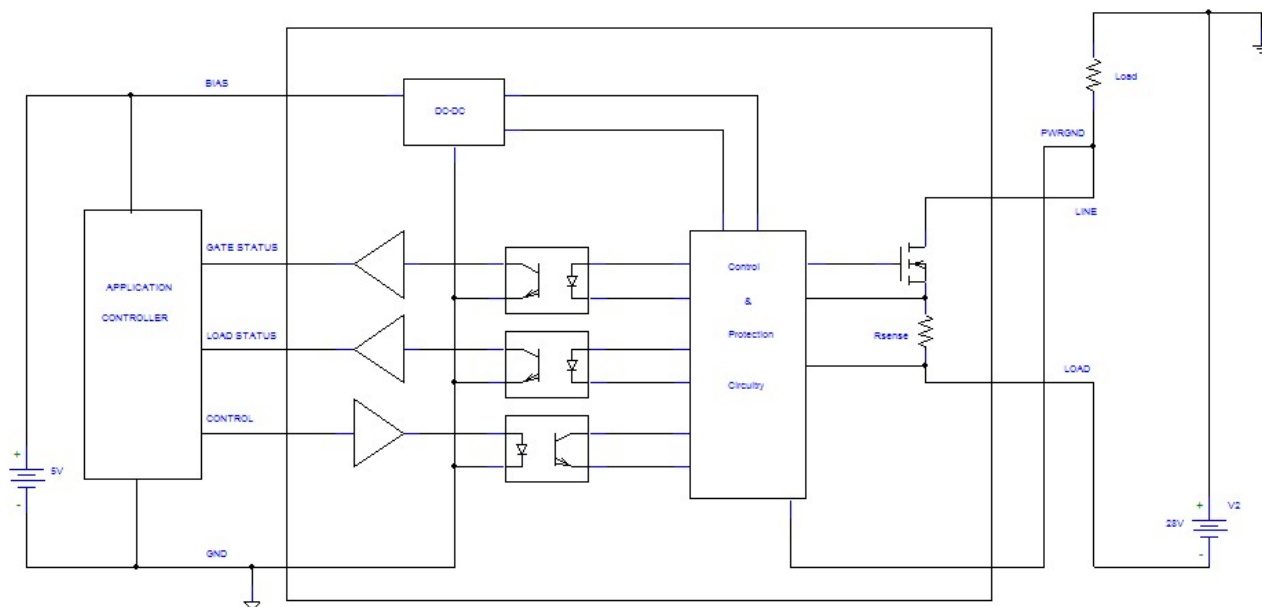 BIAS
DC-DC
Load
PWRGND
LINE
GATE STATUS
APPLICATION
CONTROLLER
LOAD STATUS
CONTROL
Control
&
Protection
Circuitry
Rsense
LOAD
+
5V
-
GND
+
V2
28V
-